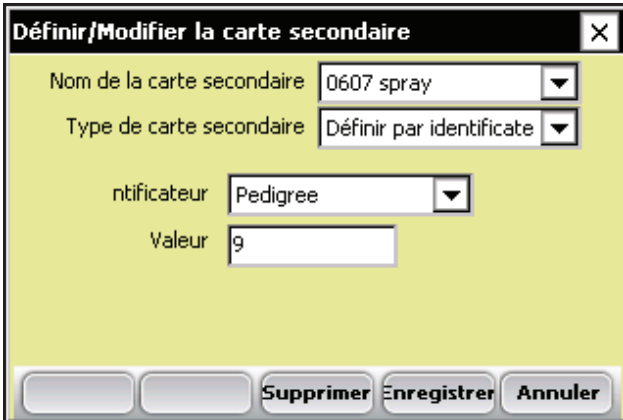 Définir/Modifier la carte secondaire
Nom de la carte secondaire 0607 spray
Type de carte secondaire Définir par identificate
ntificateur Pedigree
Valeur 9
Supprimer Enregistrer Annuler